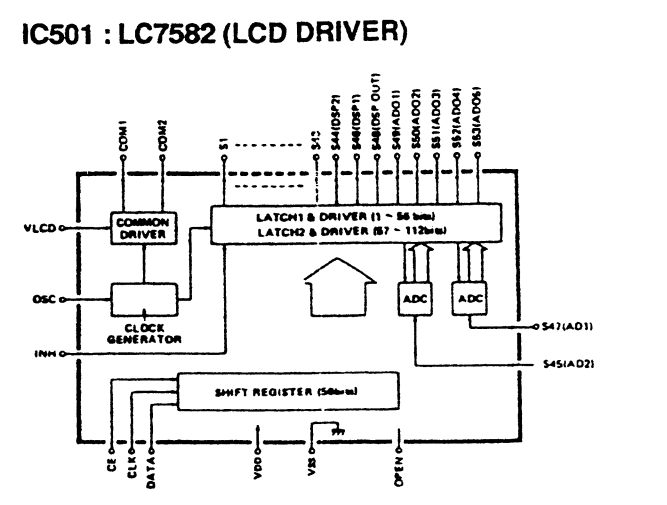 IC501 : LC7582 (LCD DRIVER)
COM1
COM2
S1
S43
S44(DSP2)
S46(DSP1)
S48(DSP OUT)
S49(ADO1)
S50(ADO2)
S51(ADO3)
S52(ADO4)
S53(ADO5)
VLCD
COMMON
DRIVER
LATCH1 & DRIVER (1 ~ 56 bits)
LATCH2 & DRIVER (57 ~ 112bits)
OSC
ADC
ADC
CLOCK
GENERATOR
S47(AD1)
INH
S45(AD2)
SHIFT REGISTER (56bits)
CE
CLK
DATA
VDD
VSS
OPEN